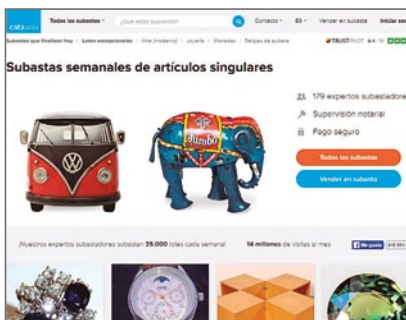 catawiki Todas las subastas ¿Qué estás buscando? Contacto ES Vender en subasta Iniciar ses
Subastas que finalizan hoy Lotes excepcionales Arte (moderno) Joyería Monedas Relojes de pulsera TRUSTPILOT
Subastas semanales de artículos singulares
179 expertos subastadores
Supervisión notarial
Pago seguro
Todas las subastas
Vender en subasta
Jumbo
¡Nuestros expertos subastadores subastan 35.000 lotes cada semana! 14 millones de visitas al mes Me gusta